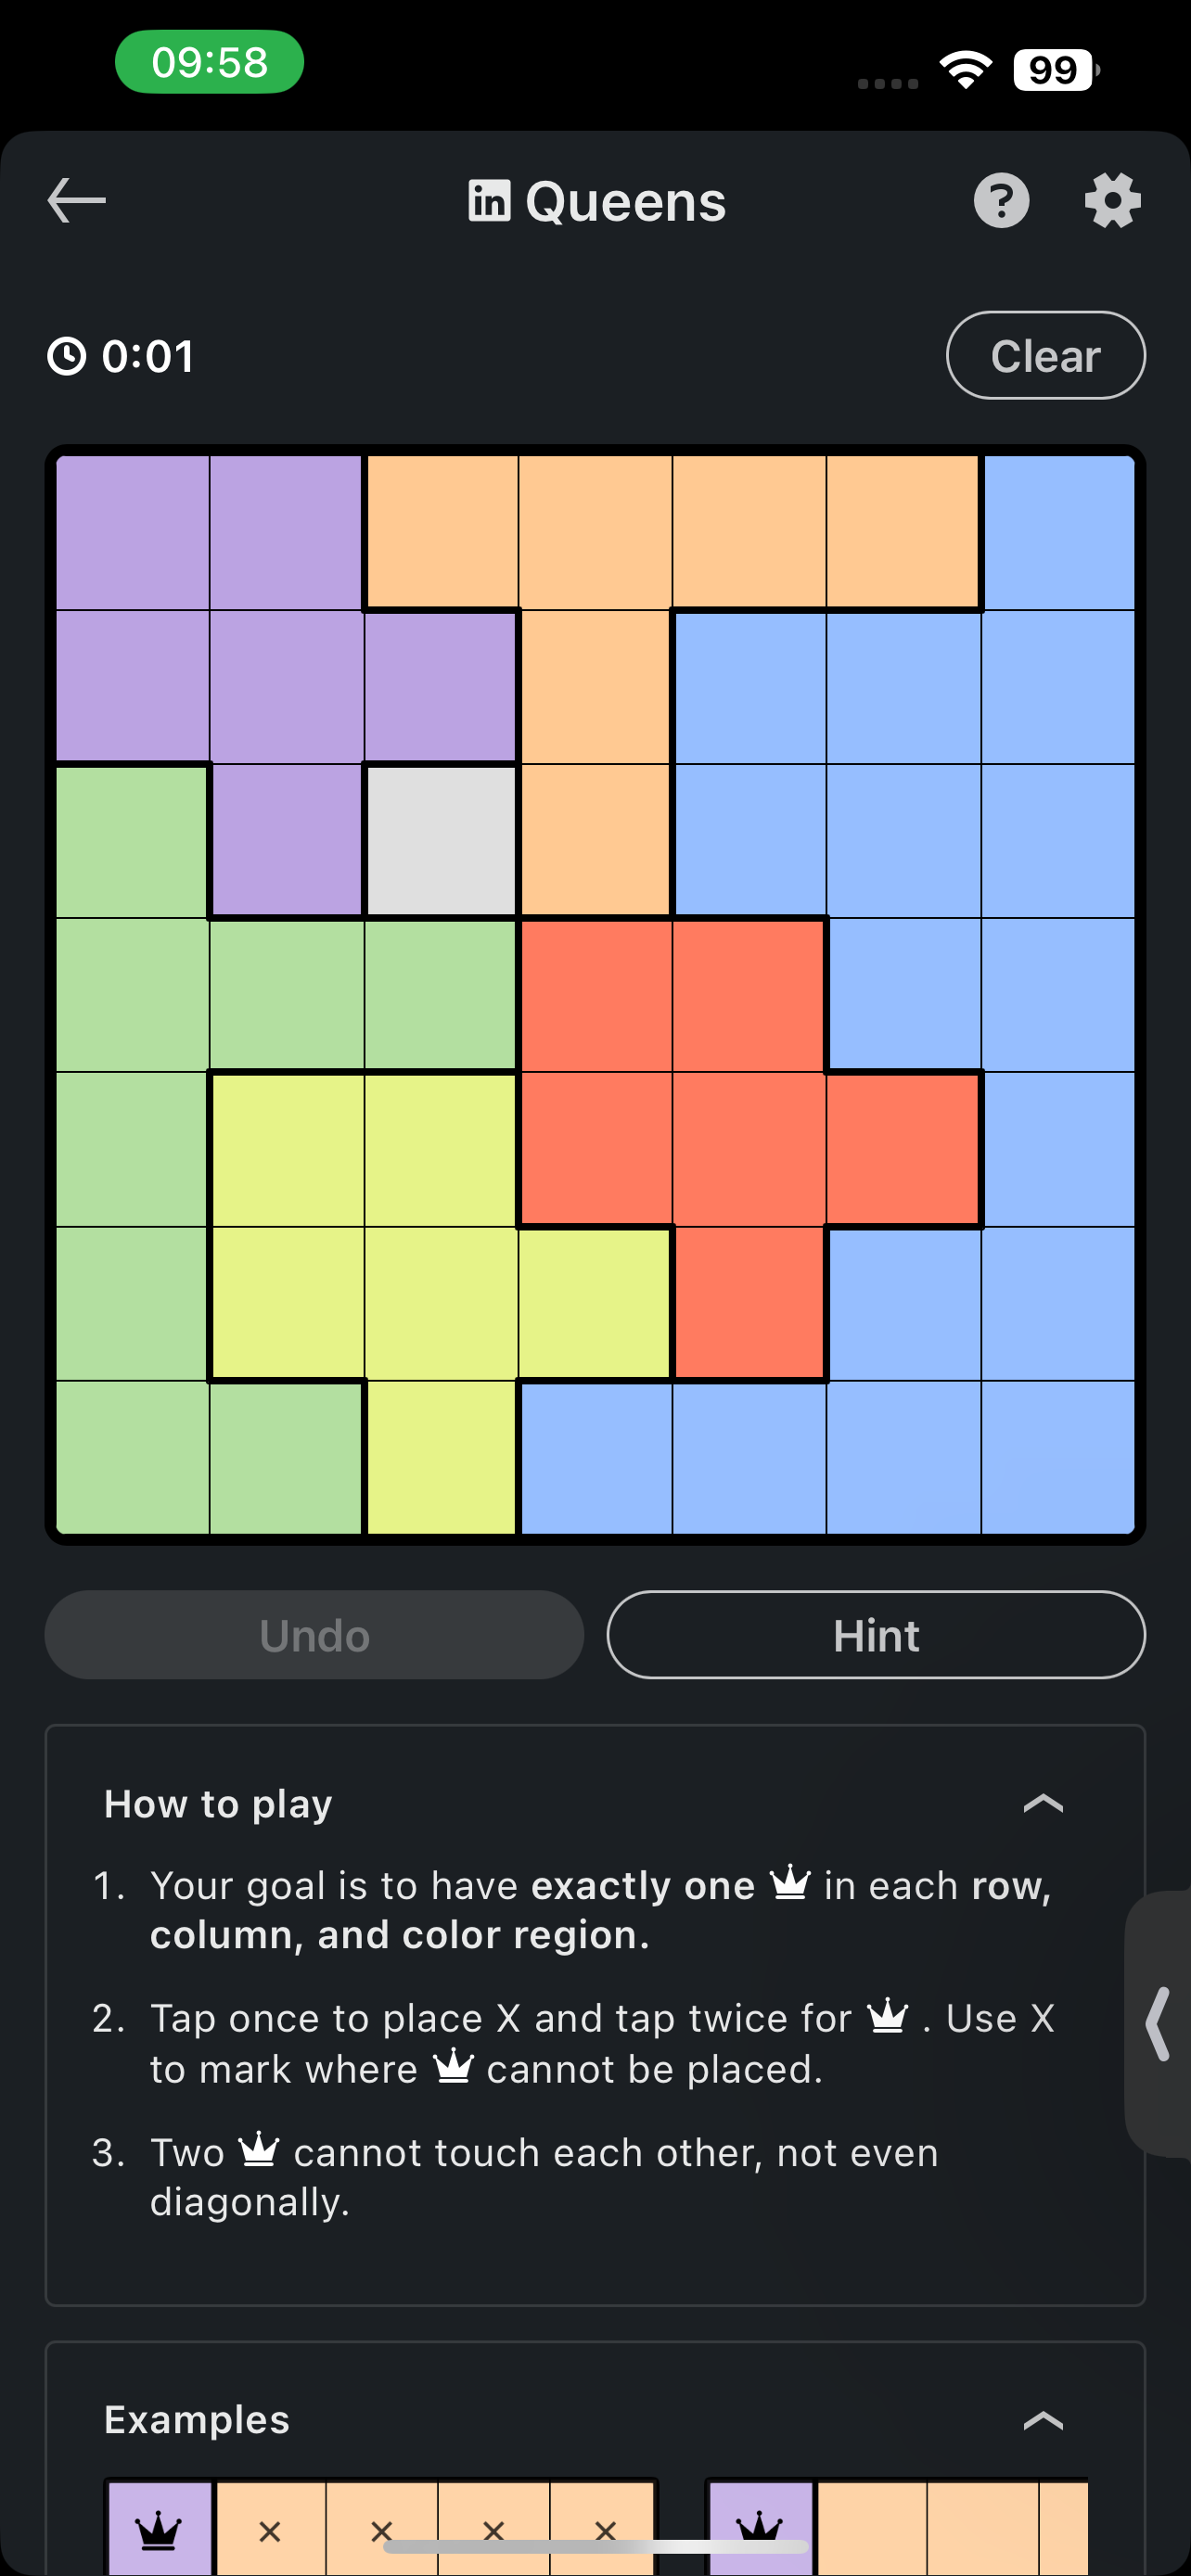 09:58
99
in Queens
?
0:01
Clear
Undo
Hint
How to play
1. Your goal is to have exactly one in each row,
column, and color region.
2. Tap once to place X and tap twice for . Use X
to mark where cannot be placed.
3. Two cannot touch each other, not even
diagonally.
Examples